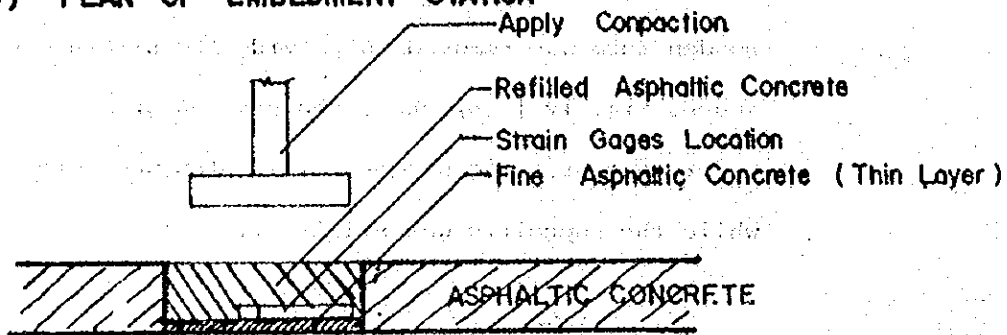 PLAN OF EMBEDMENT STATION
Apply Conpaction
Refilled Asphaltic Concrete
Strain Gages Location
Fine Asphaltic Concrete ( Thin Layer )
ASPHALTIC CONCRETE